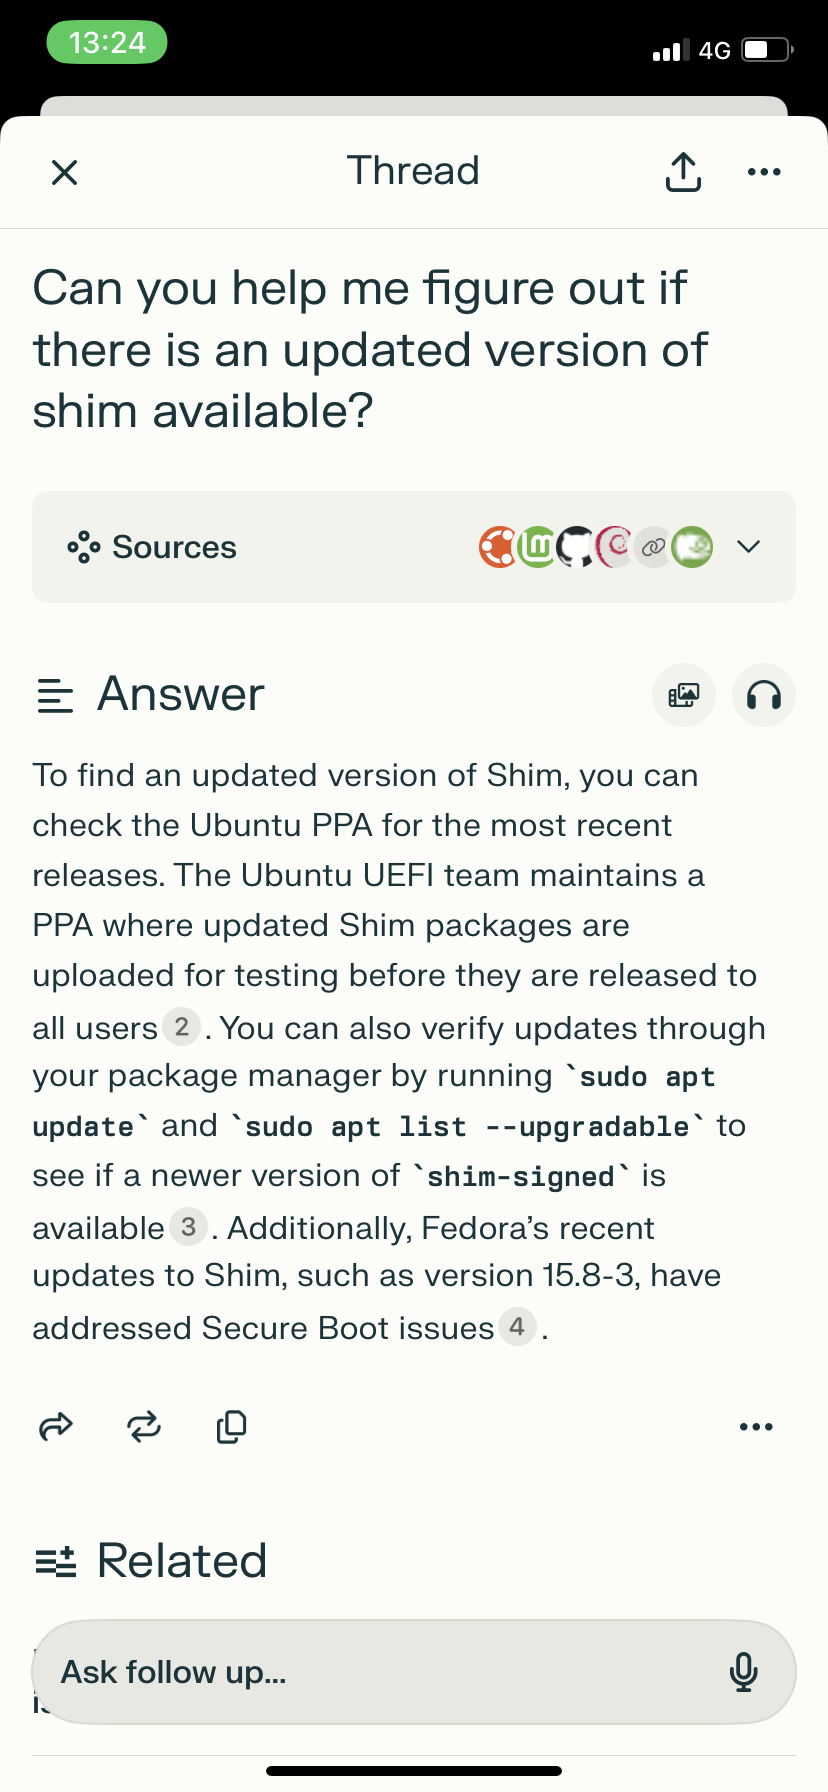 13:24
4G
Thread
Can you help me figure out if
there is an updated version of
shim available?
Sources
Answer
To find an updated version of Shim, you can
check the Ubuntu PPA for the most recent
releases. The Ubuntu UEFI team maintains a
PPA where updated Shim packages are
uploaded for testing before they are released to
all users 2 . You can also verify updates through
your package manager by running `sudo apt
update` and `sudo apt list --upgradable` to
see if a newer version of `shim-signed` is
available 3 . Additionally, Fedora’s recent
updates to Shim, such as version 15.8-3, have
addressed Secure Boot issues 4 .
Related
Ask follow up...